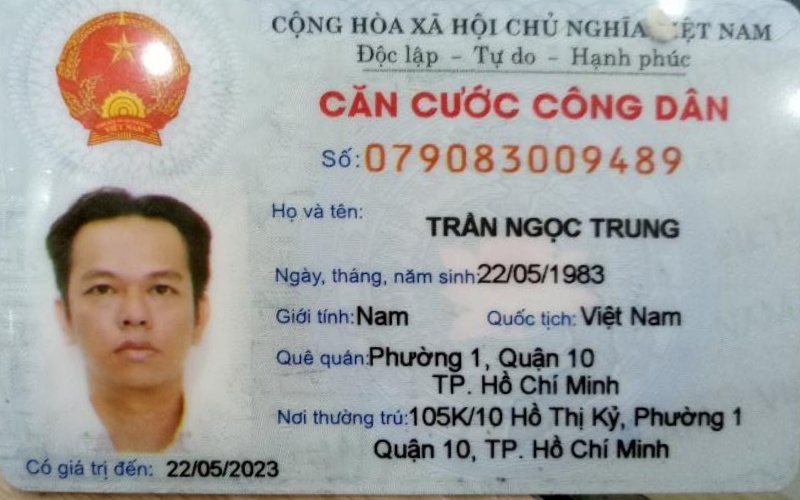 CỘNG HÒA XÃ HỘI CHỦ NGHĨA VIỆT NAM
Độc lập - Tự do - Hạnh phúc
CĂN CƯỚC CÔNG DÂN
Số: 079083009489
Họ và tên:
TRẦN NGỌC TRUNG
Ngày, tháng, năm sinh: 22/05/1983
Giới tính: Nam Quốc tịch: Việt Nam
Quê quán: Phường 1, Quận 10
TP. Hồ Chí Minh
Nơi thường trú: 105K/10 Hồ Thị Kỷ, Phường 1
Quận 10, TP. Hồ Chí Minh
Có giá trị đến: 22/05/2023
VIỆT NAM